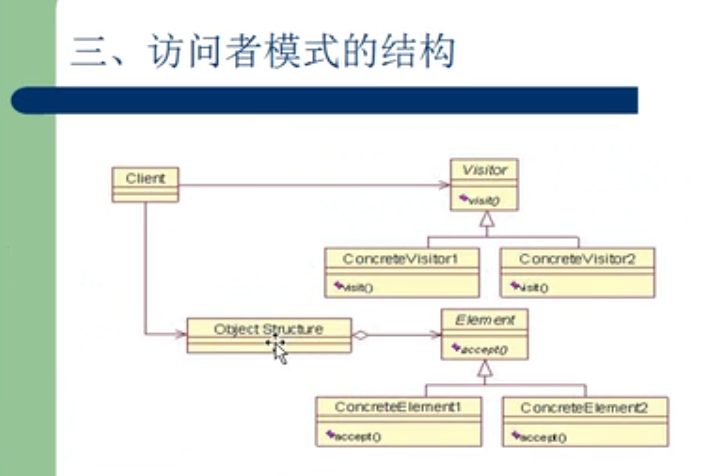 三、访问者模式的结构
Client
Visitor
visit()
ConcreteVisitor1
visit()
ConcreteVisitor2
visit()
Object Structure
Element
accept()
ConcreteElement1
accept()
ConcreteElement2
accept()